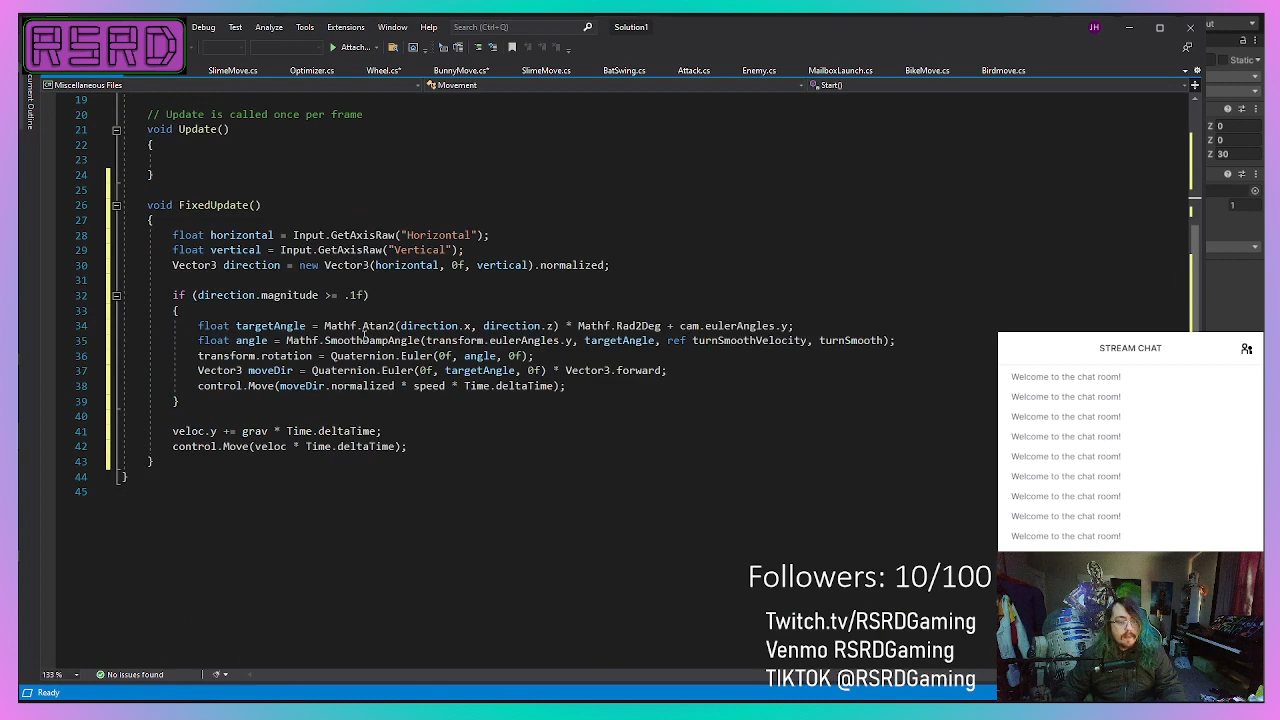 RSRD
Debug Test Analyze Tools Extensions Window Help Search (Ctrl+Q) Solution1 JH
Attach...
SlimeMove.cs Optimizer.cs Wheel.cs* BunnyMove.cs* SlimeMove.cs BatSwing.cs Attack.cs Enemy.cs MailboxLaunch.cs BikeMove.cs Birdmove.cs
Miscellaneous Files Movement Start()
19
20 // Update is called once per frame
21 void Update()
22 {
23
24 }
25
26 void FixedUpdate()
27 {
28 float horizontal = Input.GetAxisRaw("Horizontal");
29 float vertical = Input.GetAxisRaw("Vertical");
30 Vector3 direction = new Vector3(horizontal, 0f, vertical).normalized;
31
32 if (direction.magnitude >= .1f)
33 {
34 float targetAngle = Mathf.Atan2(direction.x, direction.z) * Mathf.Rad2Deg + cam.eulerAngles.y;
35 float angle = Mathf.SmoothDampAngle(transform.eulerAngles.y, targetAngle, ref turnSmoothVelocity, turnSmooth);
36 transform.rotation = Quaternion.Euler(0f, angle, 0f);
37 Vector3 moveDir = Quaternion.Euler(0f, targetAngle, 0f) * Vector3.forward;
38 control.Move(moveDir.normalized * speed * Time.deltaTime);
39 }
40
41 veloc.y += grav * Time.deltaTime;
42 control.Move(veloc * Time.deltaTime);
43 }
44 }
45
133 % No issues found
Ready
Static
Z 0
Z 0
Z 30
1
STREAM CHAT
Welcome to the chat room!
Welcome to the chat room!
Welcome to the chat room!
Welcome to the chat room!
Welcome to the chat room!
Welcome to the chat room!
Welcome to the chat room!
Welcome to the chat room!
Welcome to the chat room!
Followers: 10/100
Twitch.tv/RSRDGaming
Venmo RSRDGaming
TIKTOK @RSRDGaming